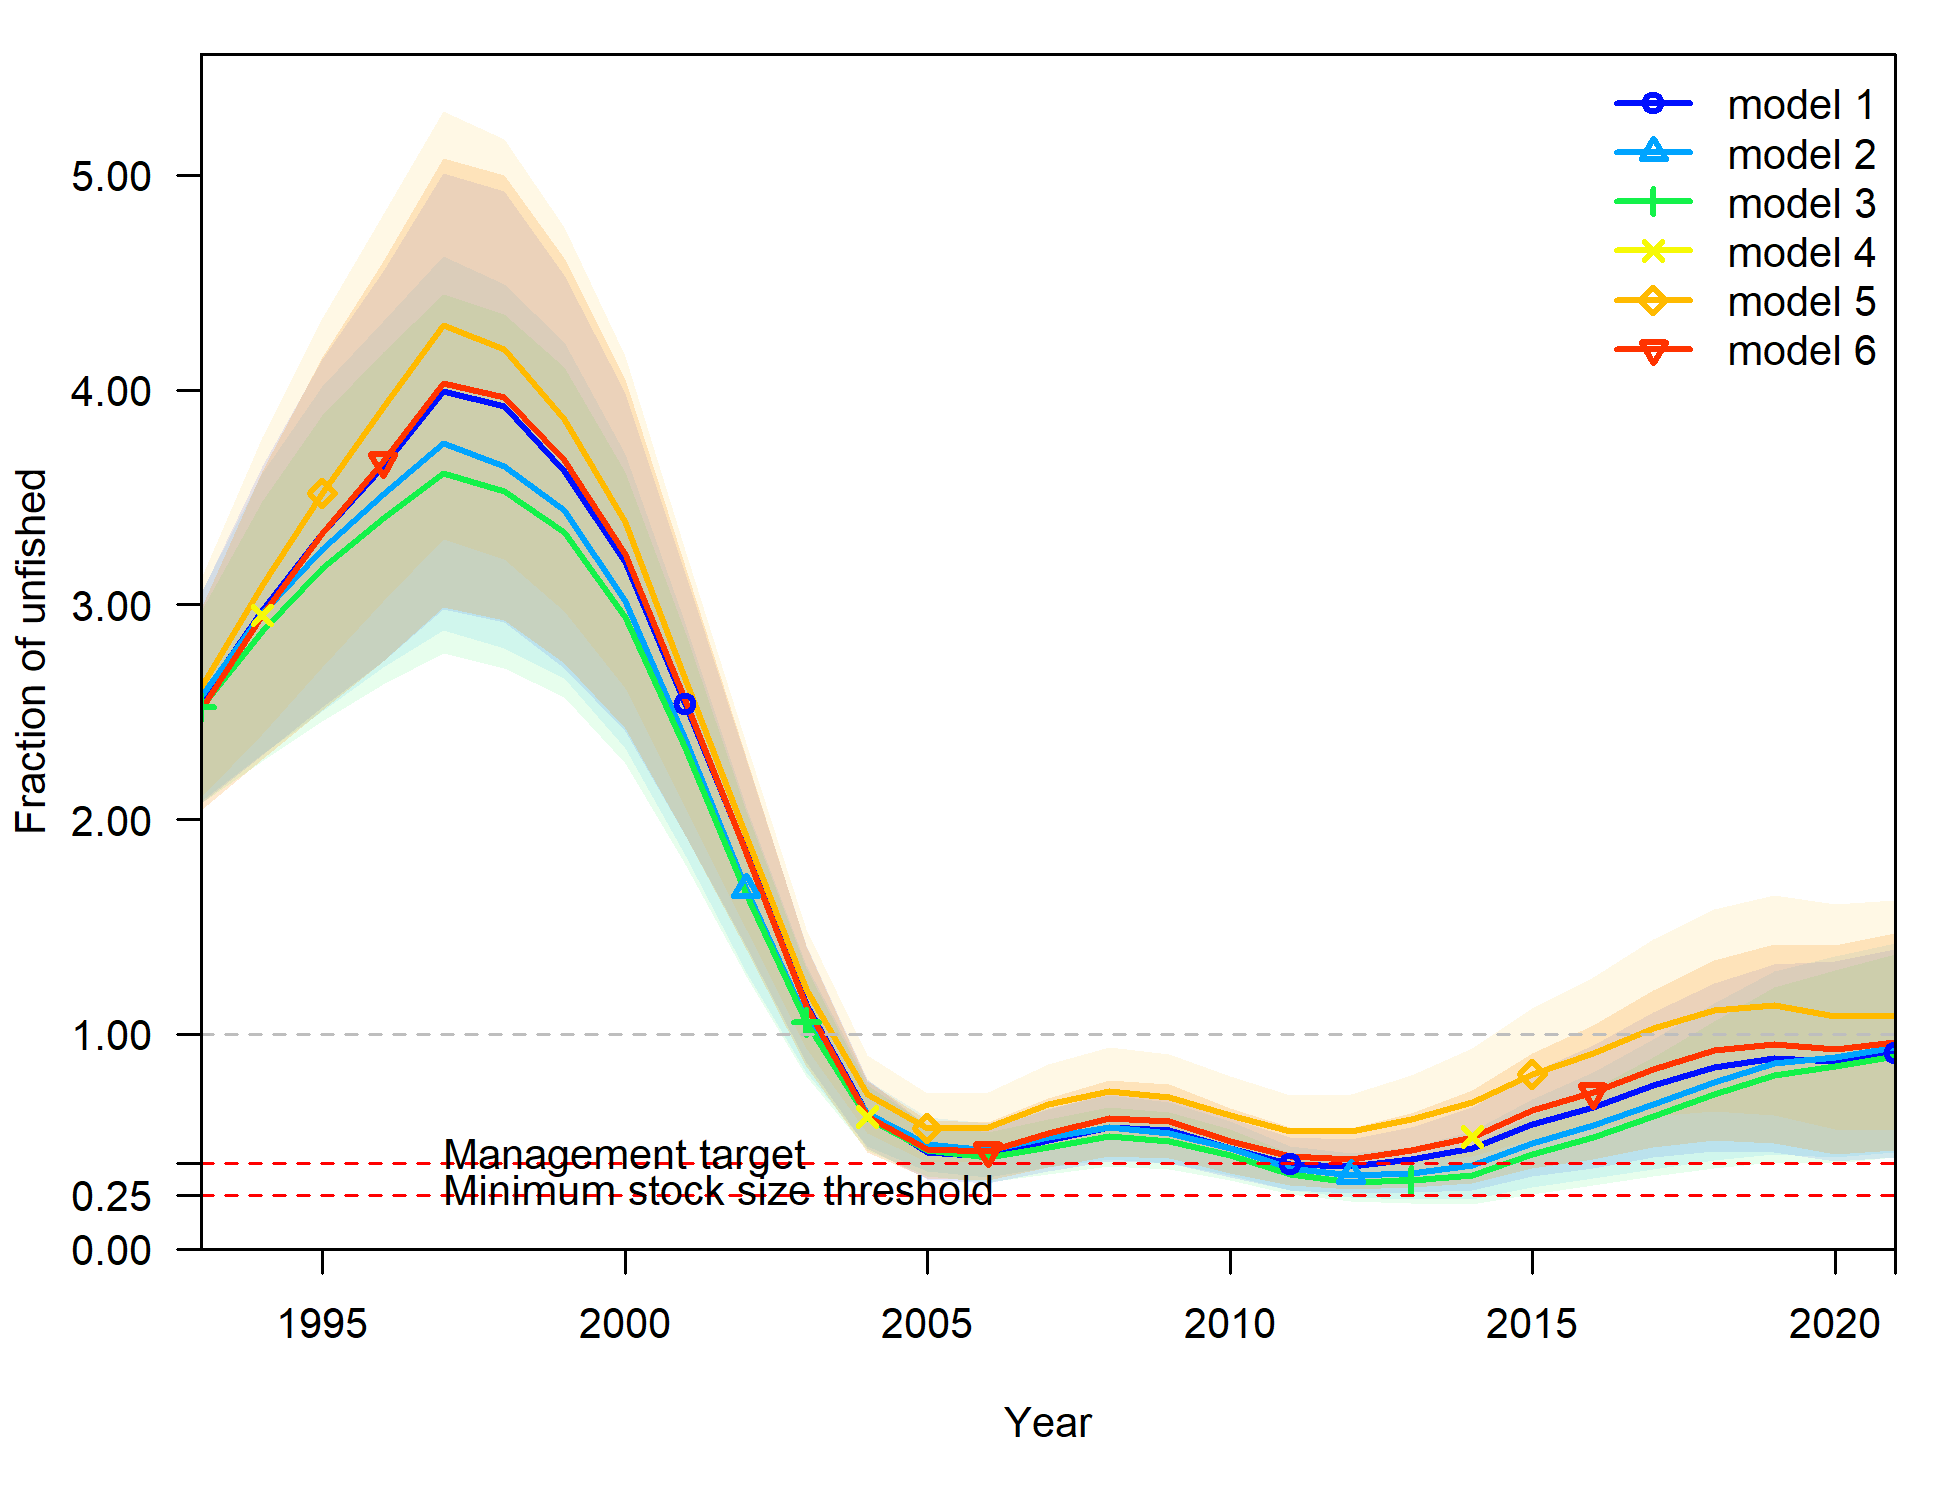 model 1
model 2
model 3
model 4
model 5
model 6
5.00
4.00
3.00
2.00
1.00
0.25
0.00
Fraction of unfished
Management target
Minimum stock size threshold
1995
2000
2005
2010
2015
2020
Year